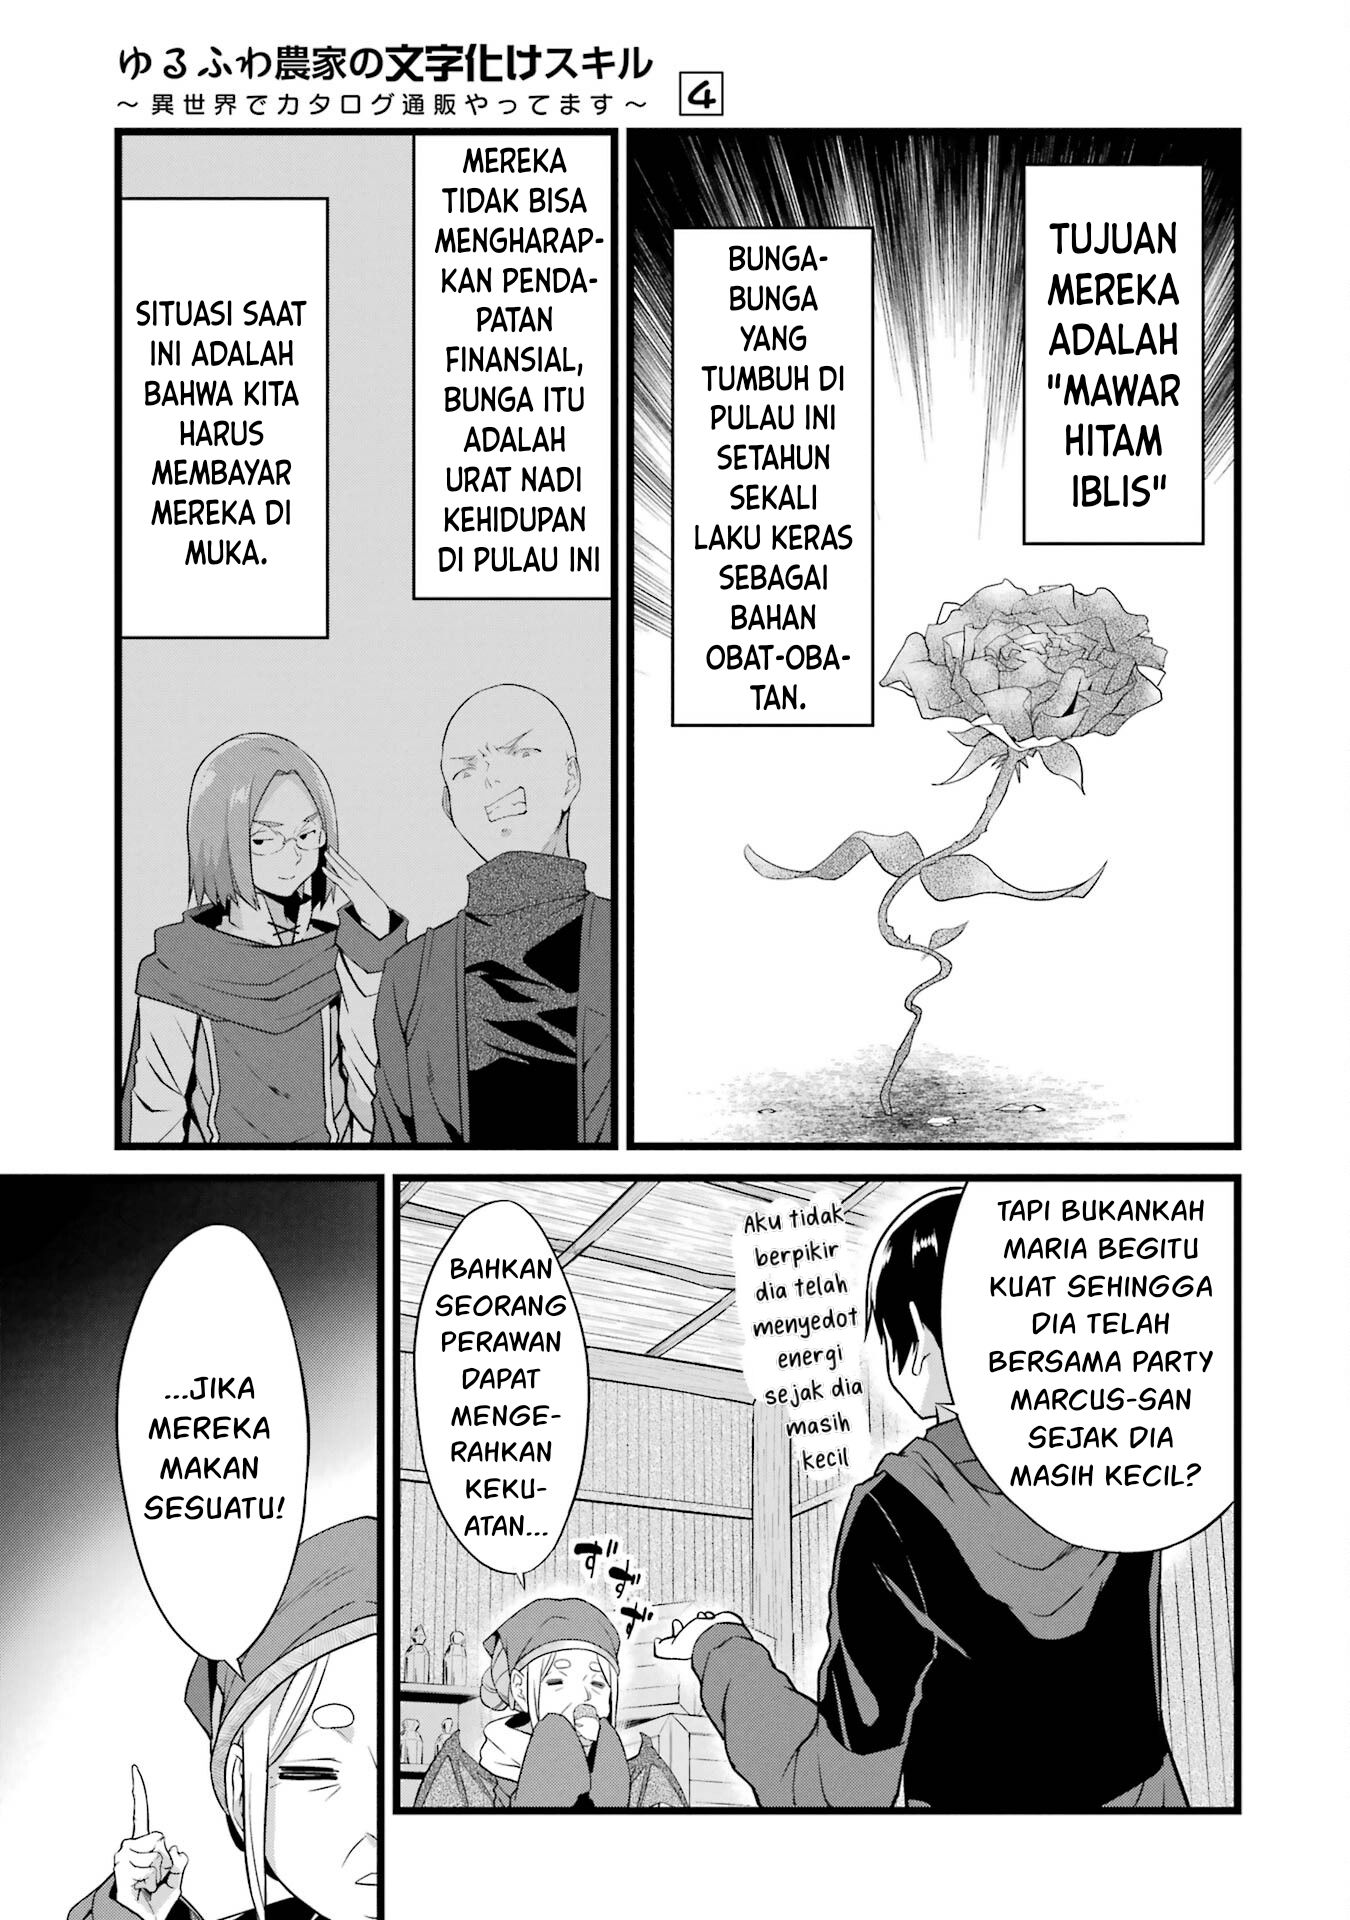 ゆるふわ農家の文字化けスキル
～異世界でカタログ通販やってます～
4
TUJUAN
MEREKA
ADALAH
"MAWAR
HITAM
IBLIS"
BUNGA-
BUNGA
YANG
TUMBUH DI
PULAU INI
SETAHUN
SEKALI
LAKU KERAS
SEBAGAI
BAHAN
OBAT-OBA-
TAN.
MEREKA
TIDAK BISA
MENGHARAP-
KAN PENDA-
PATAN
FINANSIAL,
BUNGA ITU
ADALAH
URAT NADI
KEHIDUPAN
DI PULAU INI
SITUASI SAAT
INI ADALAH
BAHWA KITA
HARUS
MEMBAYAR
MEREKA DI
MUKA.
TAPI BUKANKAH
MARIA BEGITU
KUAT SEHINGGA
DIA TELAH
BERSAMA PARTY
MARCUS-SAN
SEJAK DIA
MASIH KECIL?
Aku tidak
berpikir
dia telah
menyedot
energi
sejak dia
masih
kecil
BAHKAN
SEORANG
PERAWAN
DAPAT
MENGE-
RAHKAN
KEKU-
ATAN...
ず
ず
ず
...JIKA
MEREKA
MAKAN
SESUATU!